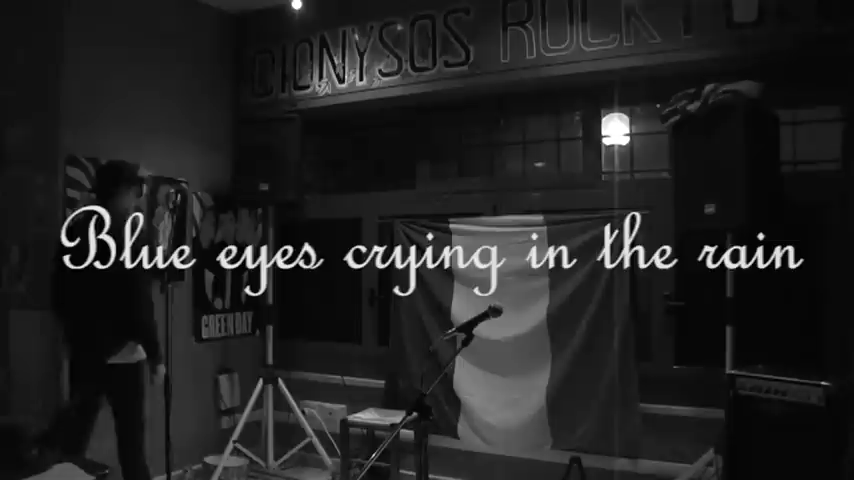 DIONYSOS ROCK
Blue eyes crying in the rain
GREEN DAY